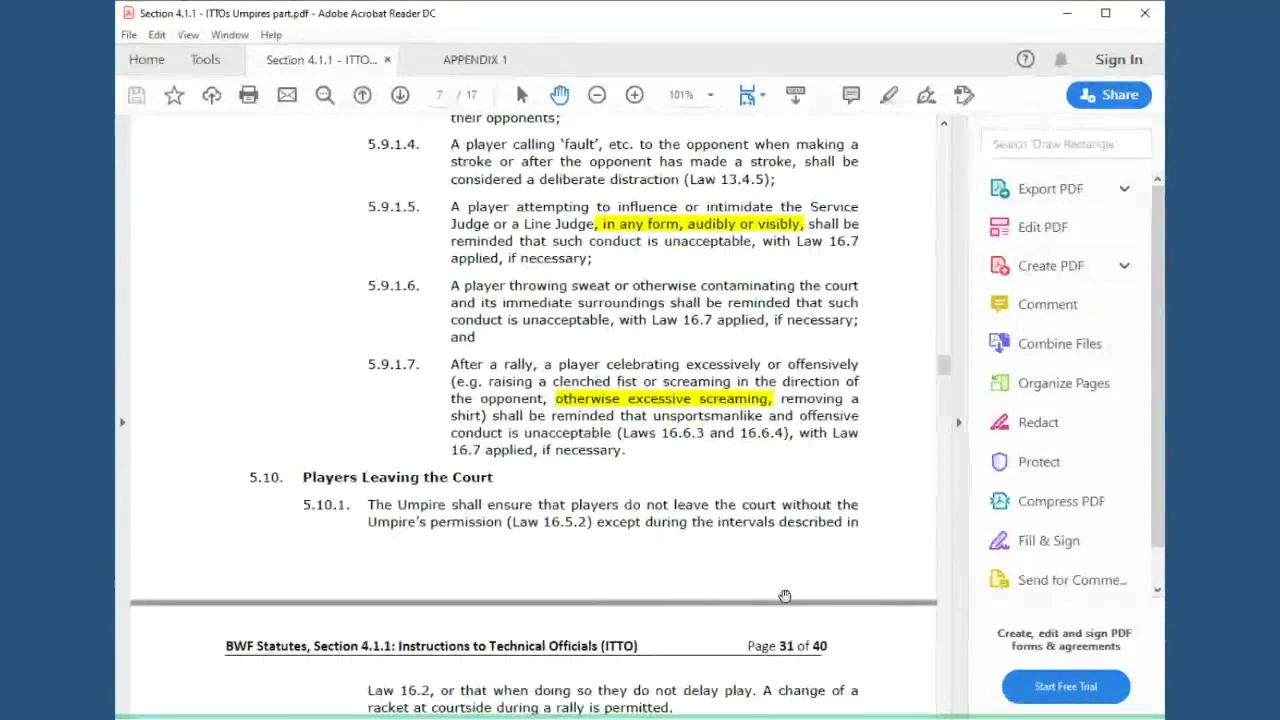 Section 4.1.1 - ITTOs Umpires part.pdf - Adobe Acrobat Reader DC
File Edit View Window Help
Home Tools Section 4.1.1 - ITTO... × APPENDIX 1 Sign In
7 / 17 101% Share
their opponents;
5.9.1.4. A player calling 'fault', etc. to the opponent when making a
stroke or after the opponent has made a stroke, shall be
considered a deliberate distraction (Law 13.4.5);
5.9.1.5. A player attempting to influence or intimidate the Service
Judge or a Line Judge, in any form, audibly or visibly, shall be
reminded that such conduct is unacceptable, with Law 16.7
applied, if necessary;
5.9.1.6. A player throwing sweat or otherwise contaminating the court
and its immediate surroundings shall be reminded that such
conduct is unacceptable, with Law 16.7 applied, if necessary;
and
5.9.1.7. After a rally, a player celebrating excessively or offensively
(e.g. raising a clenched fist or screaming in the direction of
the opponent, otherwise excessive screaming, removing a
shirt) shall be reminded that unsportsmanlike and offensive
conduct is unacceptable (Laws 16.6.3 and 16.6.4), with Law
16.7 applied, if necessary.
5.10. Players Leaving the Court
5.10.1. The Umpire shall ensure that players do not leave the court without the
Umpire's permission (Law 16.5.2) except during the intervals described in
BWF Statutes, Section 4.1.1: Instructions to Technical Officials (ITTO) Page 31 of 40
Law 16.2, or that when doing so they do not delay play. A change of a
racket at courtside during a rally is permitted.
Search 'Draw Rectangle'
Export PDF
Edit PDF
Create PDF
Comment
Combine Files
Organize Pages
Redact
Protect
Compress PDF
Fill & Sign
Send for Comme...
Create, edit and sign PDF
forms & agreements
Start Free Trial